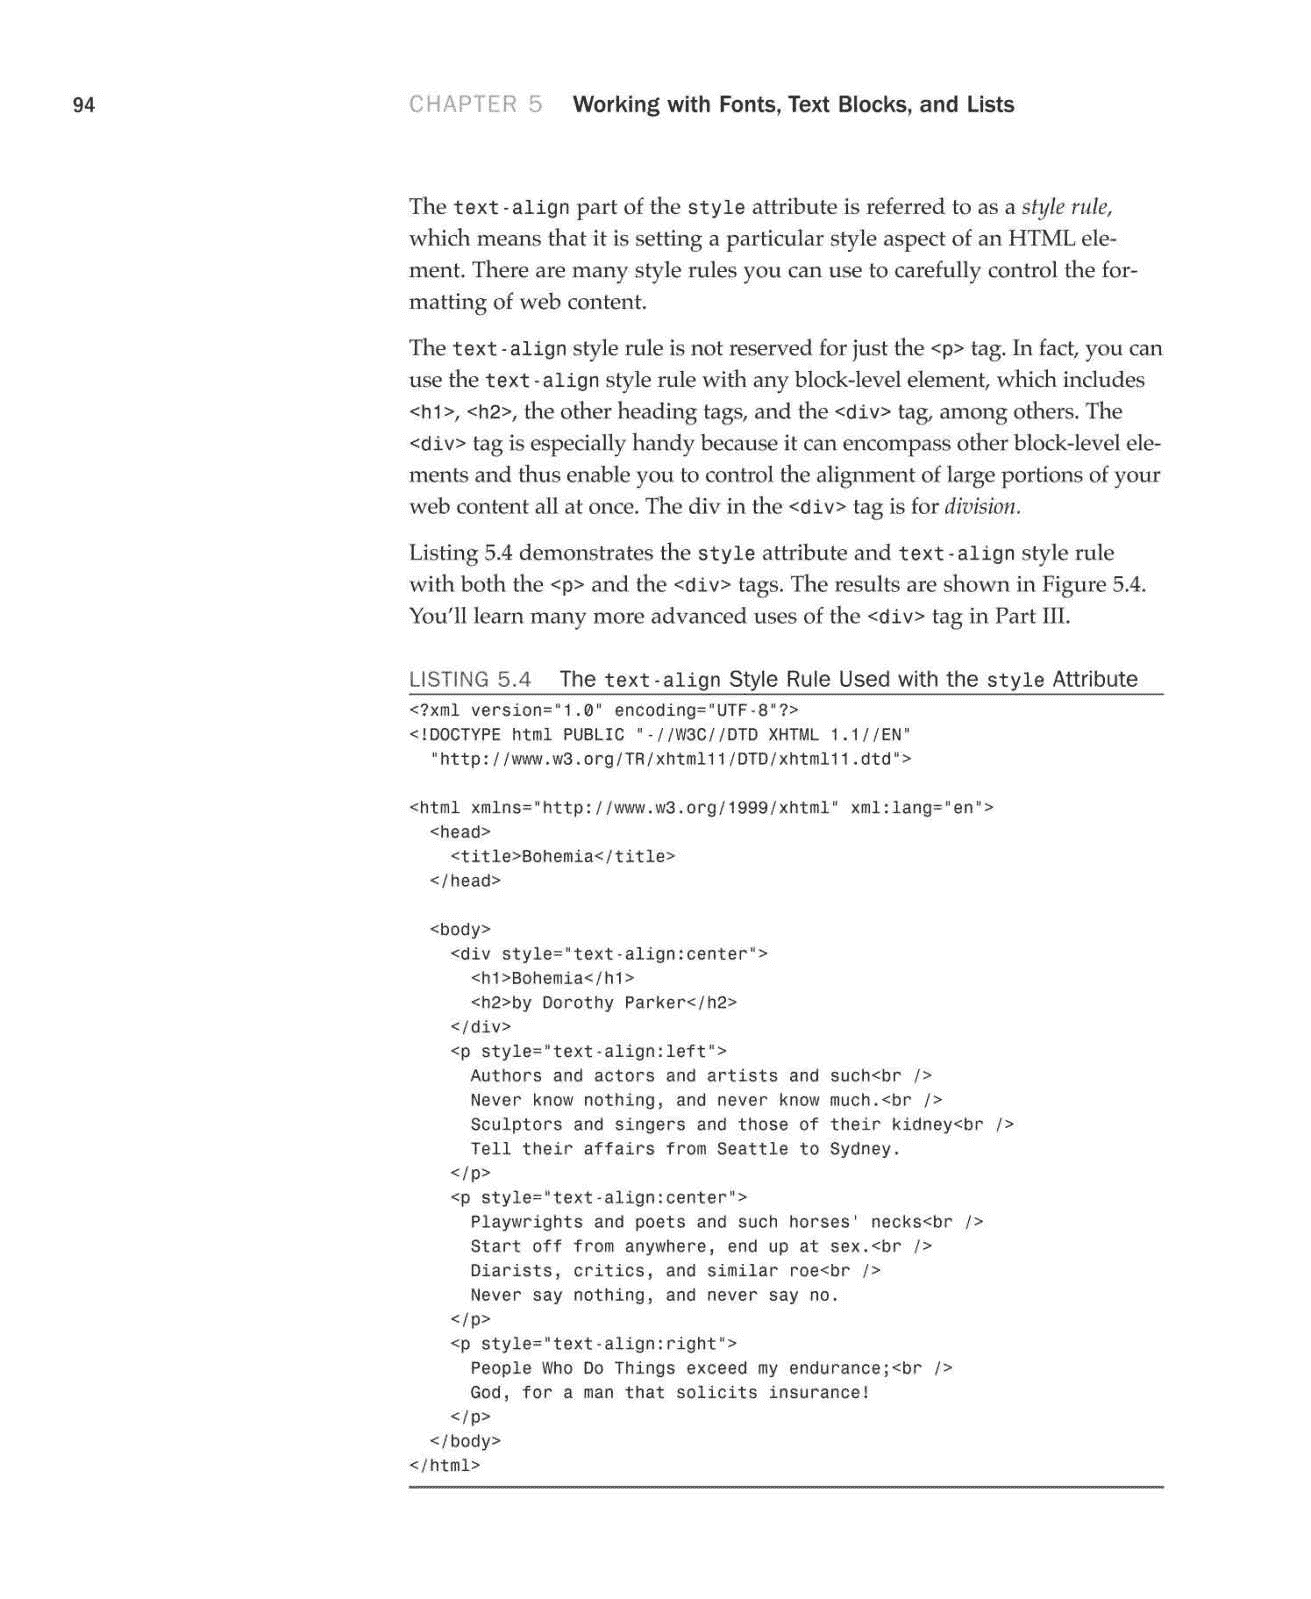 94
CHAPTER 5 Working with Fonts, Text Blocks, and Lists
The text-align part of the style attribute is referred to as a style rule,
which means that it is setting a particular style aspect of an HTML ele-
ment. There are many style rules you can use to carefully control the for-
matting of web content.
The text-align style rule is not reserved for just the <p> tag. In fact, you can
use the text-align style rule with any block-level element, which includes
<h1>, <h2>, the other heading tags, and the <div> tag, among others. The
<div> tag is especially handy because it can encompass other block-level ele-
ments and thus enable you to control the alignment of large portions of your
web content all at once. The div in the <div> tag is for division.
Listing 5.4 demonstrates the style attribute and text-align style rule
with both the <p> and the <div> tags. The results are shown in Figure 5.4.
You'll learn many more advanced uses of the <div> tag in Part III.
LISTING 5.4 The text-align Style Rule Used with the style Attribute
<?xml version="1.0" encoding="UTF-8"?>
<!DOCTYPE html PUBLIC "-//W3C//DTD XHTML 1.1//EN"
  "http://www.w3.org/TR/xhtml11/DTD/xhtml11.dtd">

<html xmlns="http://www.w3.org/1999/xhtml" xml:lang="en">
  <head>
    <title>Bohemia</title>
  </head>

  <body>
    <div style="text-align:center">
      <h1>Bohemia</h1>
      <h2>by Dorothy Parker</h2>
    </div>
    <p style="text-align:left">
      Authors and actors and artists and such<br />
      Never know nothing, and never know much.<br />
      Sculptors and singers and those of their kidney<br />
      Tell their affairs from Seattle to Sydney.
    </p>
    <p style="text-align:center">
      Playwrights and poets and such horses' necks<br />
      Start off from anywhere, end up at sex.<br />
      Diarists, critics, and similar roe<br />
      Never say nothing, and never say no.
    </p>
    <p style="text-align:right">
      People Who Do Things exceed my endurance;<br />
      God, for a man that solicits insurance!
    </p>
  </body>
</html>